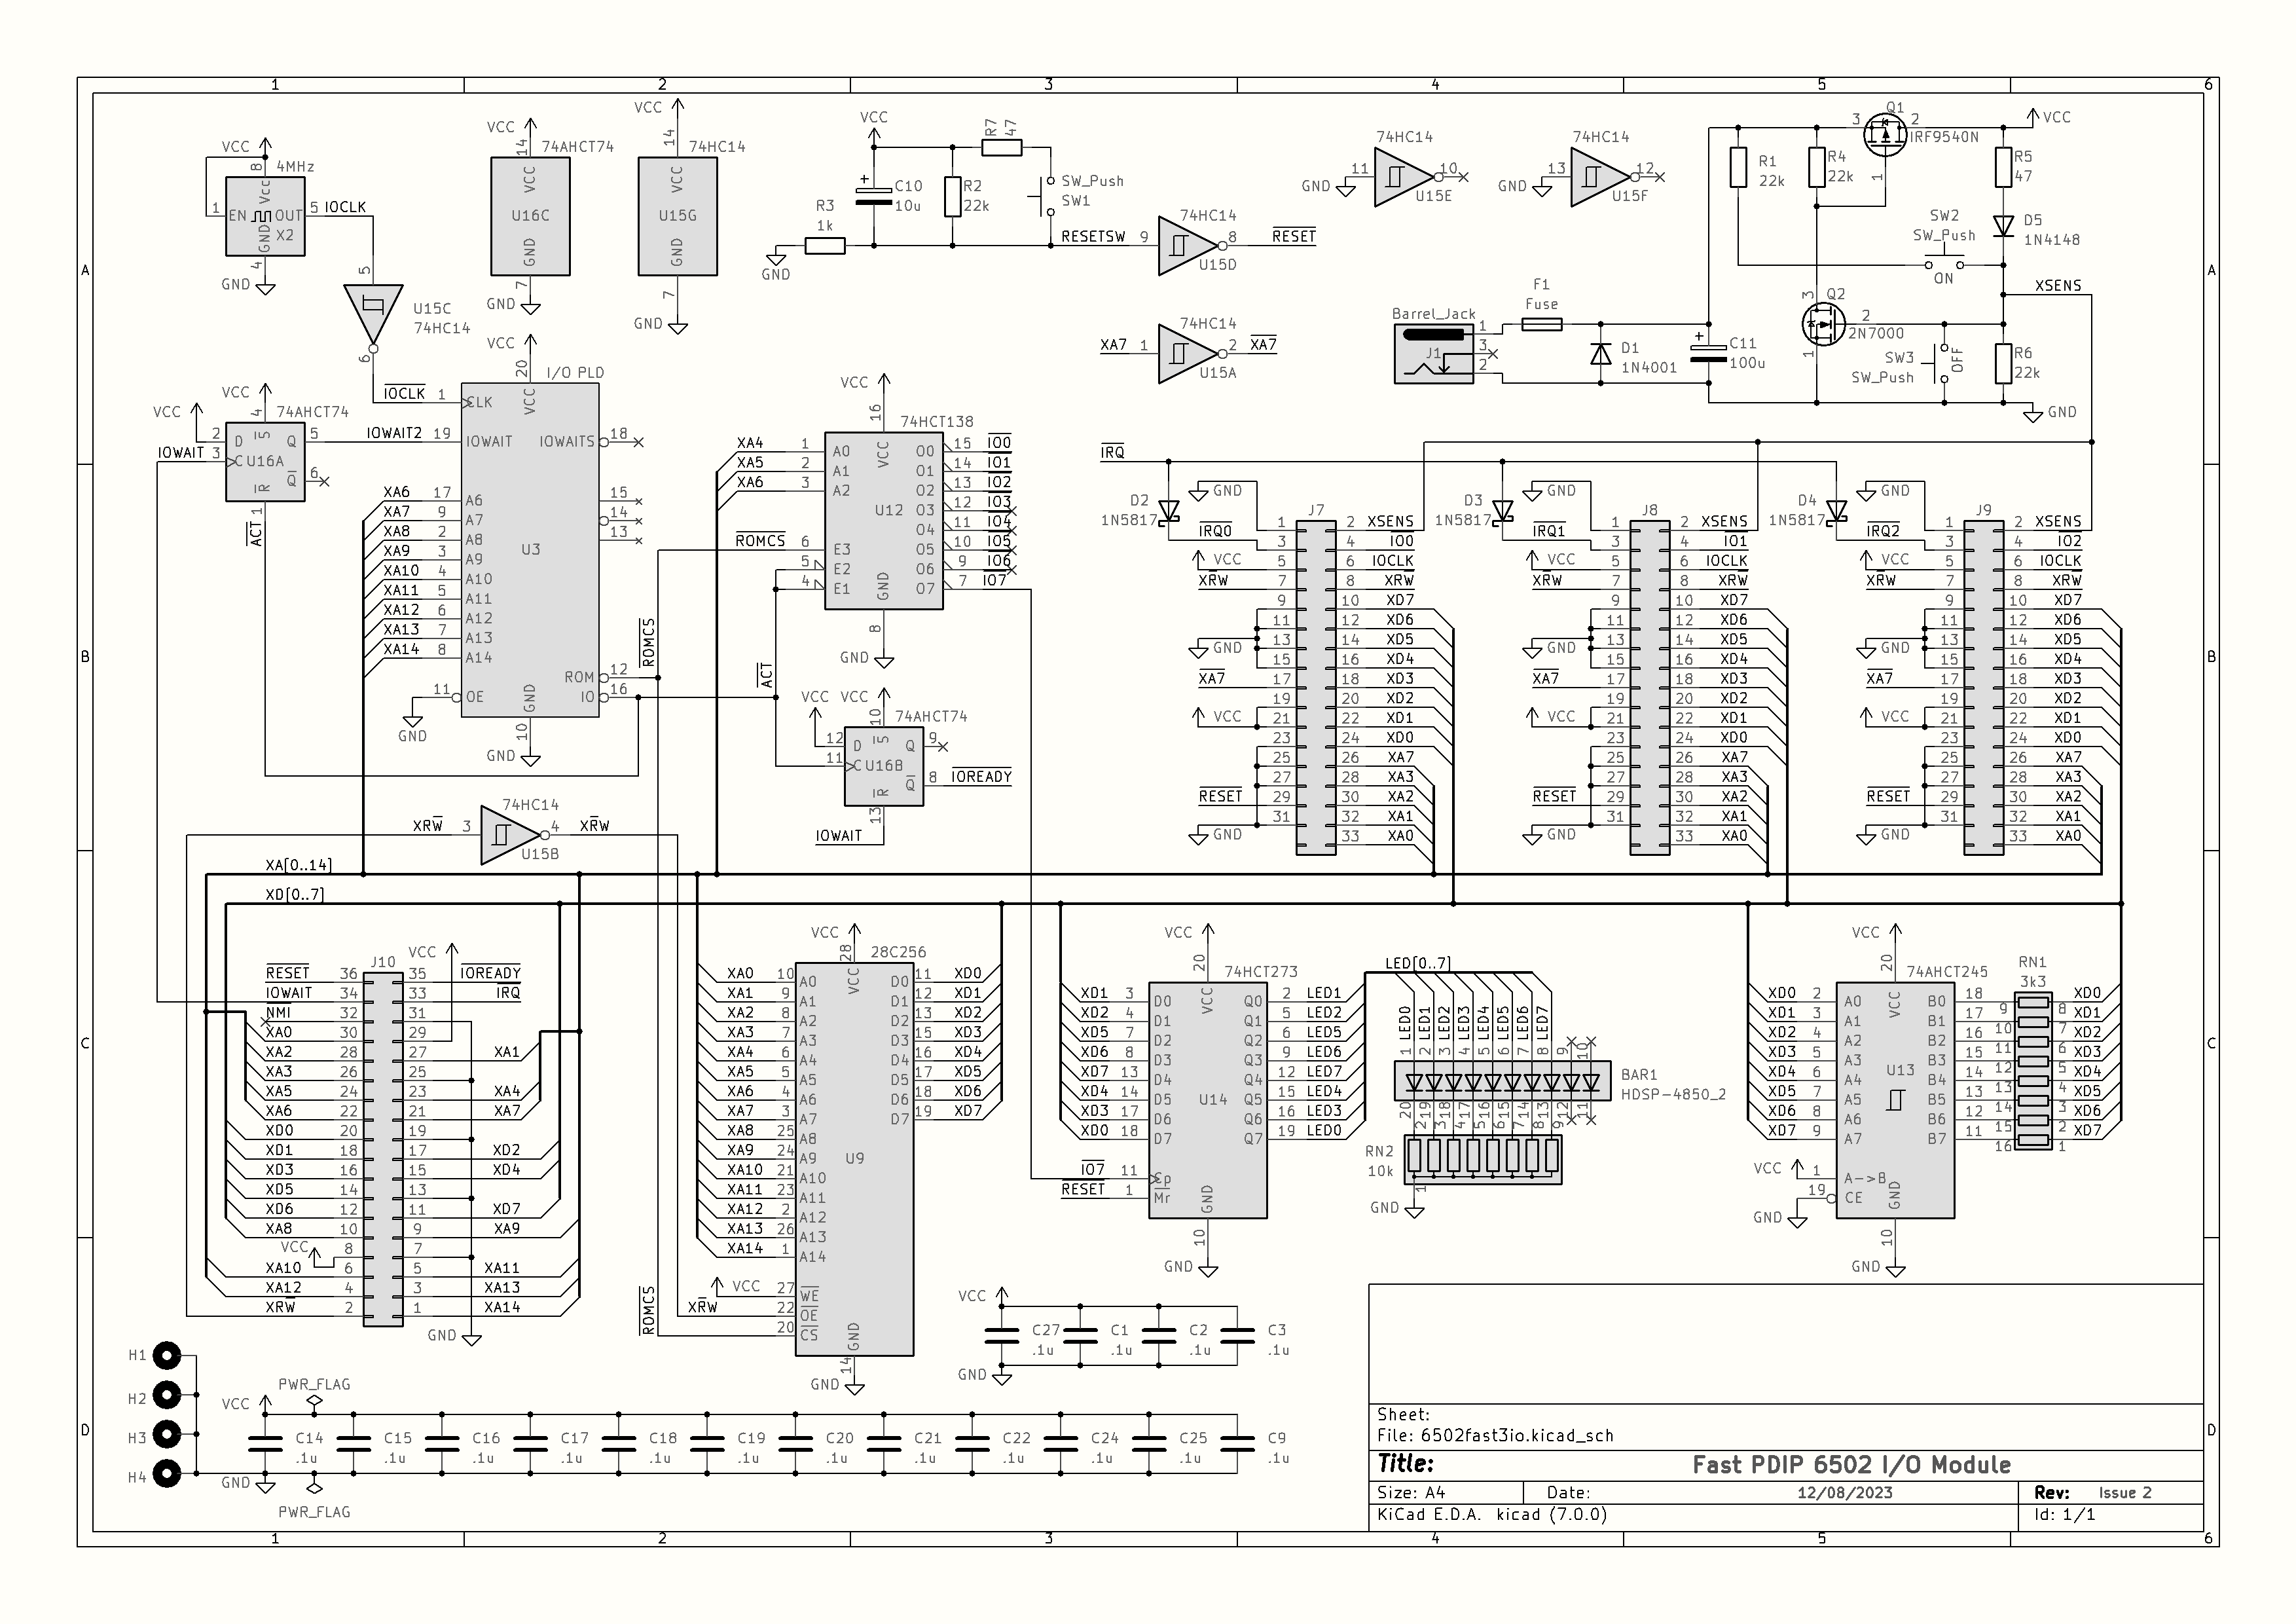 1 2 3 4 5 6
VCC
4MHz
8
VCC
1 EN OUT 5 IOCLK
GND X2
4
GND
5
U15C
74HC14
6
VCC
14 74AHCT74
VCC
U16C
GND
7
GND
VCC
14 74HC14
VCC
U15G
GND
7
GND
VCC
R7
47
C10
10u
R2
22k
SW_Push
SW1
R3
1k
GND
RESETSW 9 8 RESET
74HC14
U15D
74HC14
11 10
GND
U15E
74HC14
13 12
GND
U15F
XA7 1 2 XA7
74HC14
U15A
Q1
3 2
IRF9540N
1
VCC
R1
22k
R4
22k
R5
47
SW2
SW_Push
ON
D5
1N4148
XSENS
3 Q2
2
2N7000
1
SW3
SW_Push
OFF
R6
22k
GND
F1
Fuse
Barrel_Jack
J1
1
3
2
D1
1N4001
C11
100u
A A
VCC
VCC
4 74AHCT74
2 D S Q 5 IOWAIT2
IOWAIT 3 C U16A
Q 6
R
1
ACT
VCC
20 I/O PLD
IOCLK 1 CLK VCC
19 IOWAIT IOWAITS 18
XA6 17 A6 15
XA7 9 A7 14
XA8 2 A8 13
XA9 3 A9 U3
XA10 4 A10
XA11 5 A11
XA12 6 A12
XA13 7 A13
XA14 8 A14
ROM 12
11 OE GND IO 16
GND
10
GND
ROMCS
VCC
16 74HCT138
XA4 1 A0 VCC O0 15 IO0
XA5 2 A1 O1 14 IO1
XA6 3 A2 O2 13 IO2
U12 O3 12 IO3
O4 11 IO4
ROMCS 6 E3 O5 10 IO5
5 E2 O6 9 IO6
4 E1 GND O7 7 IO7
8
GND
ACT
VCC VCC
10 74AHCT74
12 D S Q 9
11 C U16B
Q 8 IOREADY
R
13
IOWAIT
IRQ
D2
1N5817
GND
IRQ0
J7
1 2 XSENS
3 4 IO0
VCC 5 6 IOCLK
XRW 7 8 XRW
9 10 XD7
11 12 XD6
GND 13 14 XD5
15 16 XD4
XA7 17 18 XD3
19 20 XD2
VCC 21 22 XD1
23 24 XD0
25 26 XA7
27 28 XA3
RESET 29 30 XA2
GND 31 32 XA1
33 XA0
D3
1N5817
GND
IRQ1
J8
1 2 XSENS
3 4 IO1
VCC 5 6 IOCLK
XRW 7 8 XRW
9 10 XD7
11 12 XD6
GND 13 14 XD5
15 16 XD4
XA7 17 18 XD3
19 20 XD2
VCC 21 22 XD1
23 24 XD0
25 26 XA7
27 28 XA3
RESET 29 30 XA2
GND 31 32 XA1
33 XA0
D4
1N5817
GND
IRQ2
J9
1 2 XSENS
3 4 IO2
VCC 5 6 IOCLK
XRW 7 8 XRW
9 10 XD7
11 12 XD6
GND 13 14 XD5
15 16 XD4
XA7 17 18 XD3
19 20 XD2
VCC 21 22 XD1
23 24 XD0
25 26 XA7
27 28 XA3
RESET 29 30 XA2
GND 31 32 XA1
33 XA0
B B
74HC14
XRW 3 4 XRW
U15B
XA[0..14]
XD[0..7]
J10 VCC
RESET 36 35 IOREADY
IOWAIT 34 33 IRQ
NMI 32 31
XA0 30 29
XA2 28 27 XA1
XA3 26 25
XA5 24 23 XA4
XA6 22 21 XA7
XD0 20 19
XD1 18 17 XD2
XD3 16 15 XD4
XD5 14 13
XD6 12 11 XD7
XA8 10 9 XA9
VCC 8 7
XA10 6 5 XA11
XA12 4 3 XA13
XRW 2 1 XA14
GND
VCC
28 28C256
XA0 10 A0 VCC D0 11 XD0
XA1 9 A1 D1 12 XD1
XA2 8 A2 D2 13 XD2
XA3 7 A3 D3 15 XD3
XA4 6 A4 D4 16 XD4
XA5 5 A5 D5 17 XD5
XA6 4 A6 D6 18 XD6
XA7 3 A7 D7 19 XD7
XA8 25 A8
XA9 24 A9 U9
XA10 21 A10
XA11 23 A11
XA12 2 A12
XA13 26 A13
XA14 1 A14
VCC 27 WE
XRW 22 OE
ROMCS 20 CS GND
14
GND
VCC
20 74HCT273
XD1 3 D0 VCC Q0 2 LED1
XD2 4 D1 Q1 5 LED2
XD5 7 D2 Q2 6 LED5
XD6 8 D3 Q3 9 LED6
XD7 13 D4 Q4 12 LED7
XD4 14 D5 U14 Q5 15 LED4
XD3 17 D6 Q6 16 LED3
XD0 18 D7 Q7 19 LED0
IO7 11 Cp
RESET 1 Mr GND
10
GND
LED[0..7]
LED0 LED1 LED2 LED3 LED4 LED5 LED6 LED7
1 2 3 4 5 6 7 8 9 10
BAR1
HDSP-4850_2
20 19 18 17 16 15 14 13 12 11
2 3 4 5 6 7 8 9
RN2
10k
1
GND
VCC
20 74AHCT245
RN1
3k3
XD0 2 A0 VCC B0 18 9 8 XD0
XD1 3 A1 B1 17 10 7 XD1
XD2 4 A2 B2 16 11 6 XD2
XD3 5 A3 B3 15 12 5 XD3
XD4 6 A4 U13 B4 14 13 4 XD4
XD5 7 A5 B5 13 14 3 XD5
XD6 8 A6 B6 12 15 2 XD6
XD7 9 A7 B7 11 16 1 XD7
VCC 1 A->B
19 CE GND
GND
10
GND
C C
VCC
C27 C1 C2 C3
.1u .1u .1u .1u
GND
H1
H2
H3
H4
PWR_FLAG
VCC
C14 C15 C16 C17 C18 C19 C20 C21 C22 C24 C25 C9
.1u .1u .1u .1u .1u .1u .1u .1u .1u .1u .1u .1u
GND
PWR_FLAG
D D
Sheet:
File: 6502fast3io.kicad_sch
Title: Fast PDIP 6502 I/O Module
Size: A4 Date: 12/08/2023 Rev: Issue 2
KiCad E.D.A. kicad (7.0.0) Id: 1/1
1 2 3 4 5 6